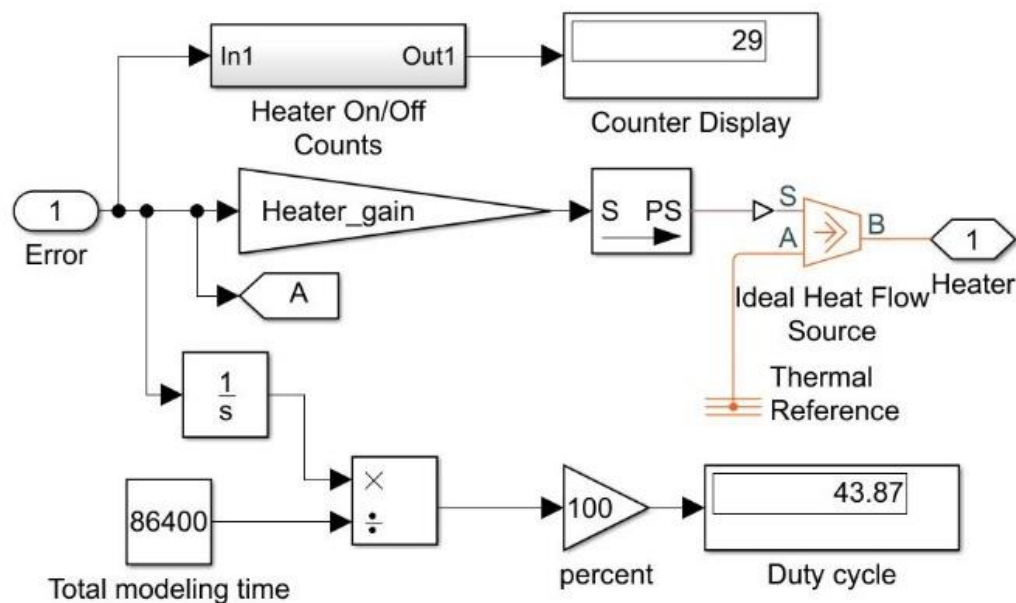 In1
Out1
29
Heater On/Off
Counts
Counter Display
1
Error
Heater_gain
S PS
S
A
B
1
Heater
Ideal Heat Flow
Source
A
Thermal
Reference
1
s
×
÷
86400
Total modeling time
100
percent
43.87
Duty cycle